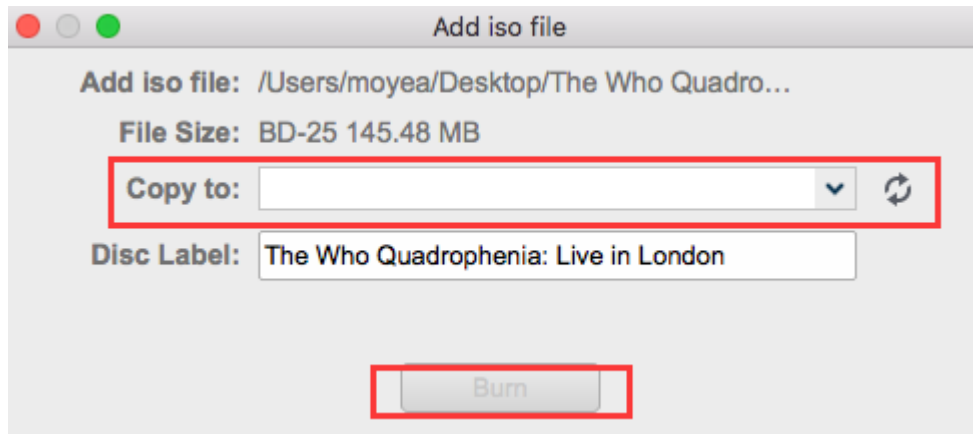 Add iso file
Add iso file: /Users/moyea/Desktop/The Who Quadro...
File Size: BD-25 145.48 MB
Copy to:
Disc Label: The Who Quadrophenia: Live in London
Burn